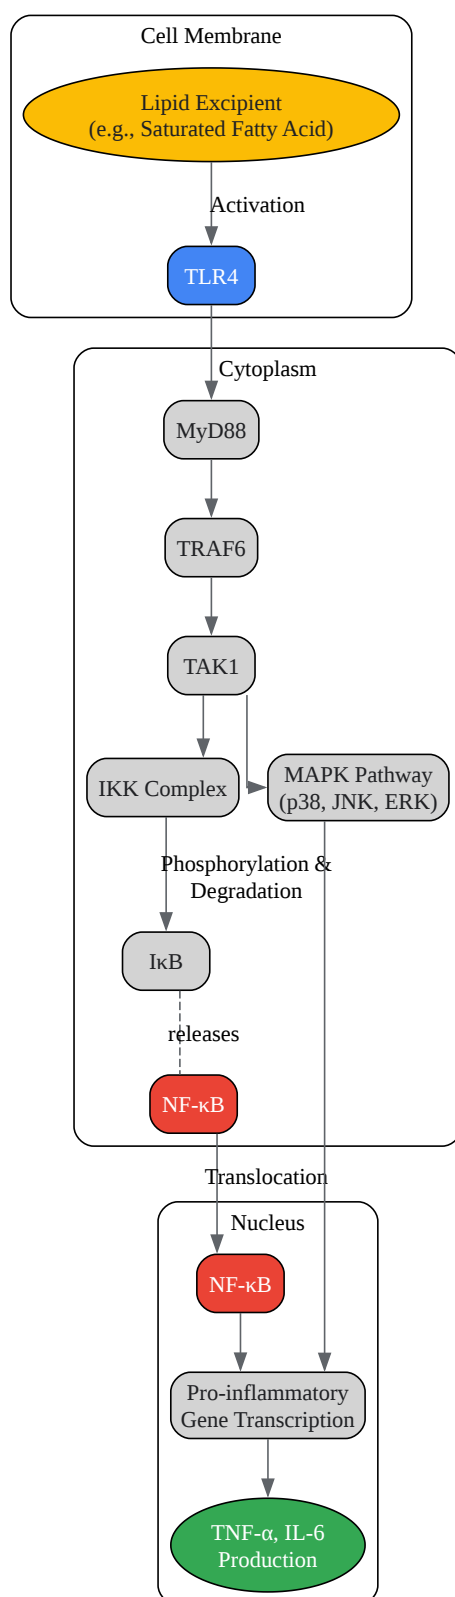 Cell Membrane
Lipid Excipient
(e.g., Saturated Fatty Acid)
Activation
TLR4
Cytoplasm
MyD88
TRAF6
TAK1
IKK Complex
MAPK Pathway
(p38, JNK, ERK)
Phosphorylation &
Degradation
IκB
releases
NF-κB
Translocation
Nucleus
NF-κB
Pro-inflammatory
Gene Transcription
TNF-α, IL-6
Production